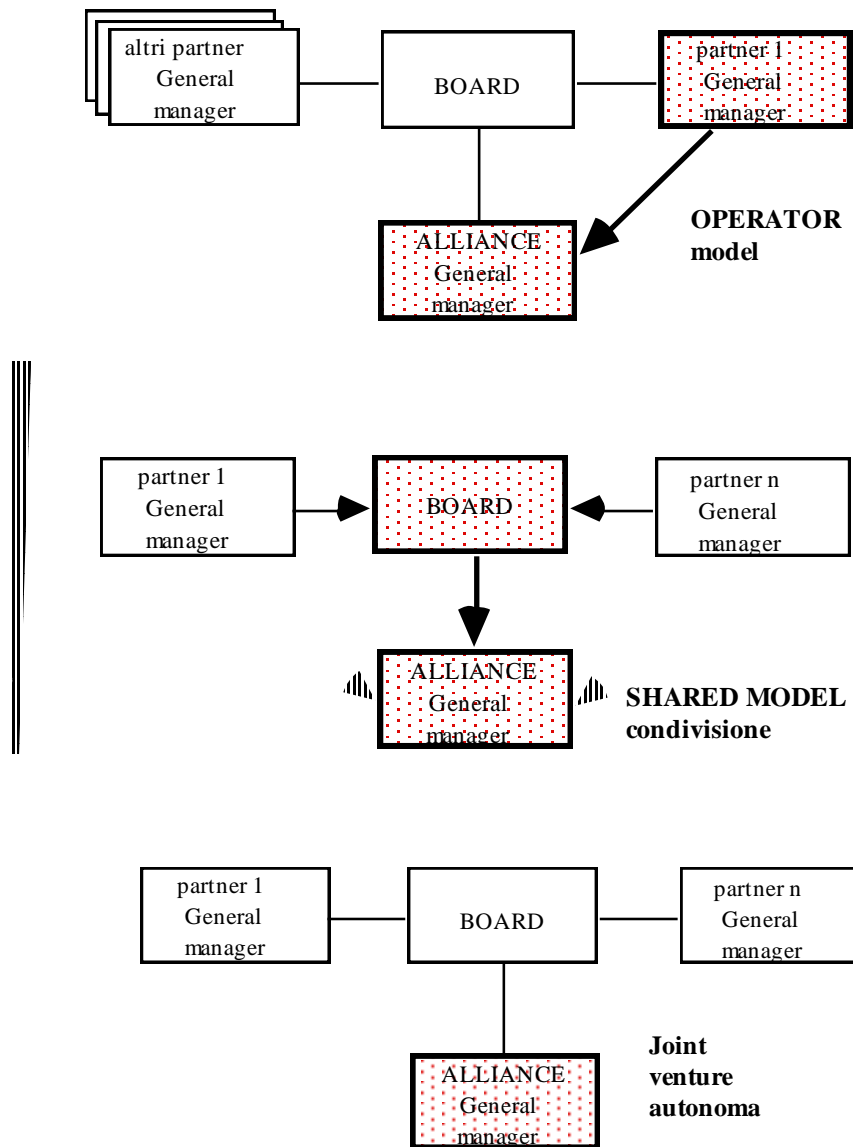 altri partner
General
manager
BOARD
partner 1
General
manager
ALLIANCE
General
manager
OPERATOR
model
partner 1
General
manager
BOARD
partner n
General
manager
ALLIANCE
General
manager
SHARED MODEL
condivisione
partner 1
General
manager
BOARD
partner n
General
manager
ALLIANCE
General
manager
Joint
venture
autonoma